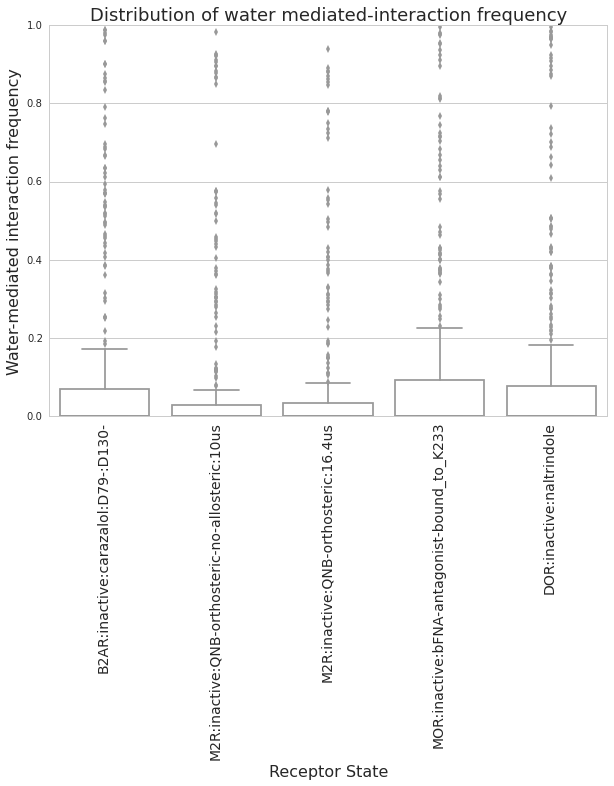 Distribution of water mediated-interaction frequency
Water-mediated interaction frequency
1.0
0.8
0.6
0.4
0.2
0.0
B2AR:inactive:carazalol:D79-:D130-
M2R:inactive:QNB-orthosteric-no-allosteric:10us
M2R:inactive:QNB-orthosteric:16.4us
MOR:inactive:bFNA-antagonist-bound_to_K233
DOR:inactive:naltrindole
Receptor State